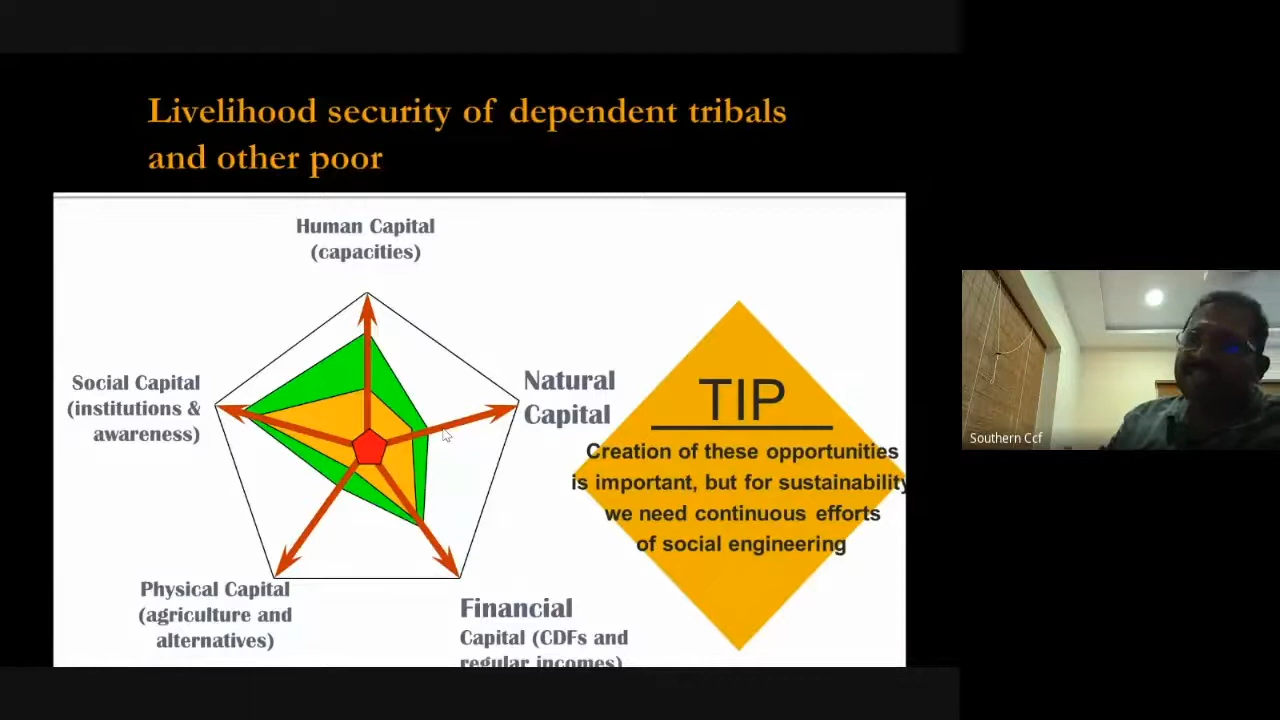 Livelihood security of dependent tribals
and other poor
Human Capital
(capacities)
Social Capital
(institutions &
awareness)
Natural
Capital
Physical Capital
(agriculture and
alternatives)
Financial
Capital (CDFs and
regular incomes)
TIP
Creation of these opportunities
is important, but for sustainability
we need continuous efforts
of social engineering
Southern Ccf